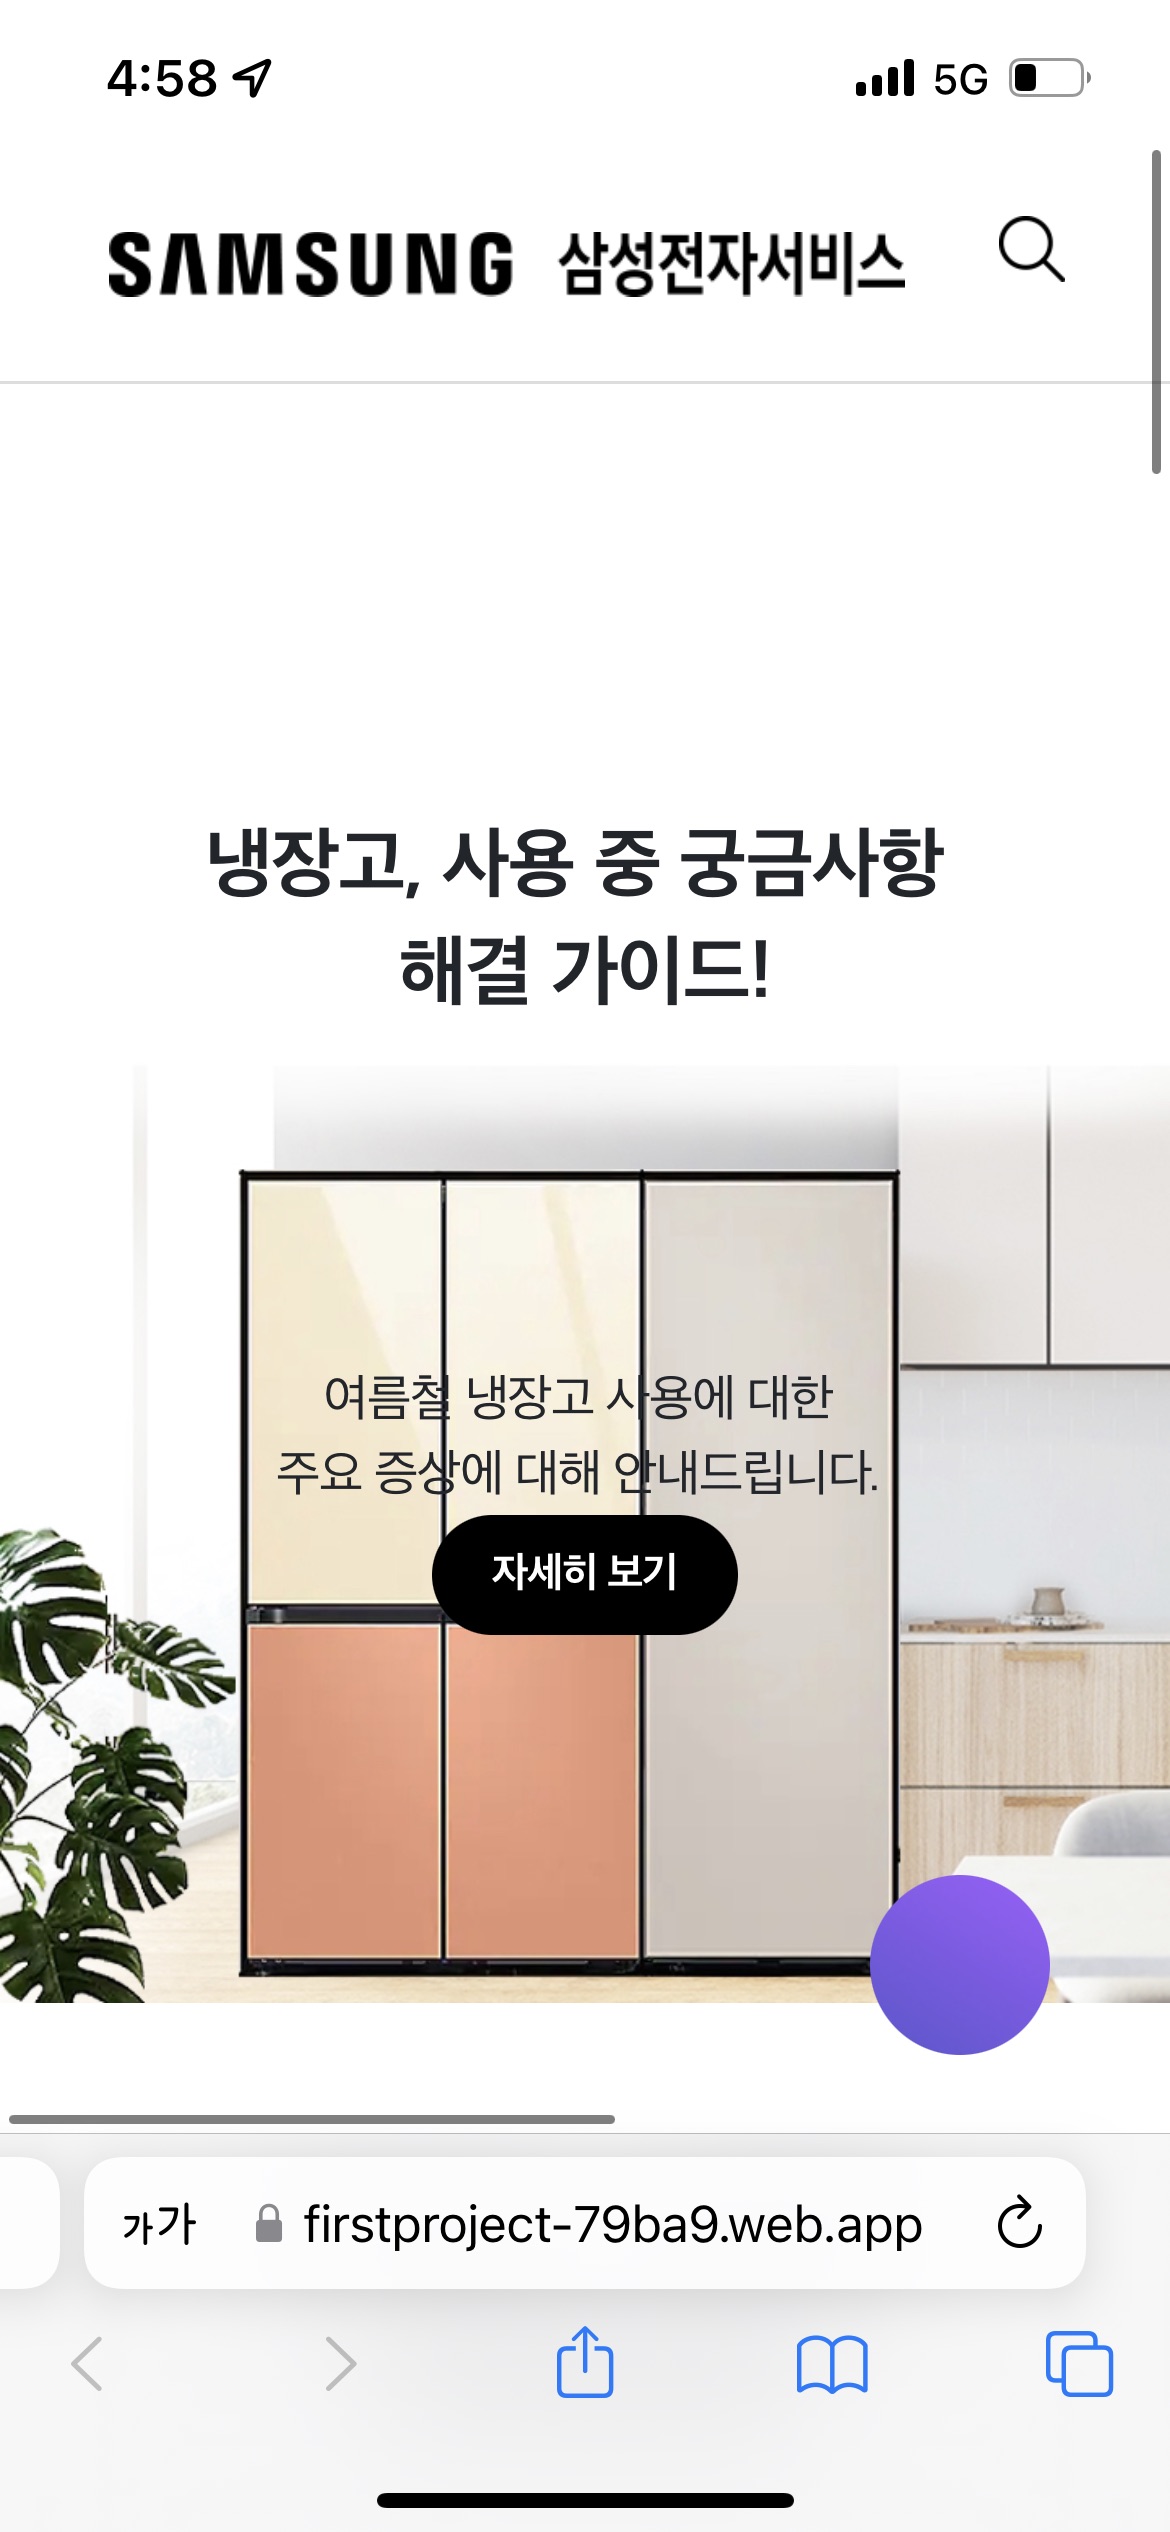 4:58
5G
SAMSUNG 삼성전자서비스
냉장고, 사용 중 궁금사항
해결 가이드!
여름철 냉장고 사용에 대한
주요 증상에 대해 안내드립니다.
자세히 보기
가가 firstproject-79ba9.web.app